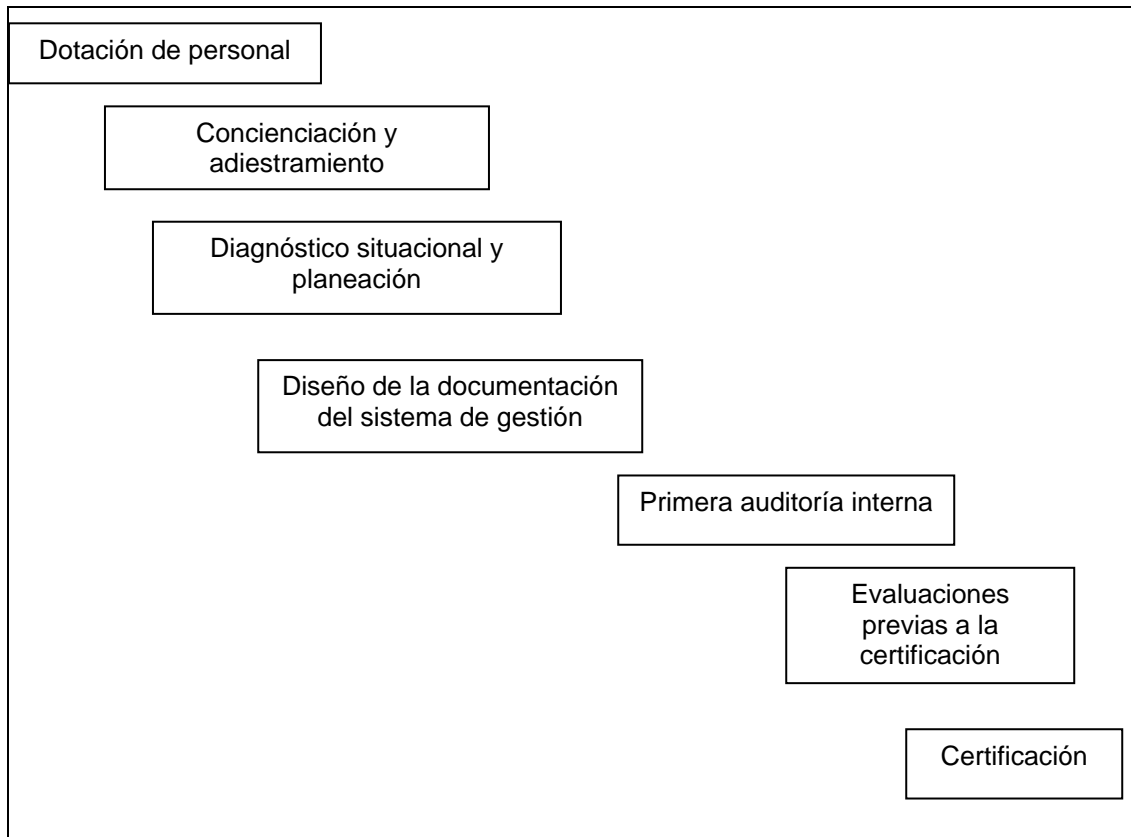 Dotación de personal
Concienciación y
adiestramiento
Diagnóstico situacional y
planeación
Diseño de la documentación
del sistema de gestión
Primera auditoría interna
Evaluaciones
previas a la
certificación
Certificación